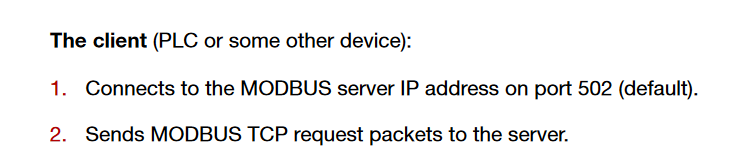 The client (PLC or some other device):
1. Connects to the MODBUS server IP address on port 502 (default).
2. Sends MODBUS TCP request packets to the server.